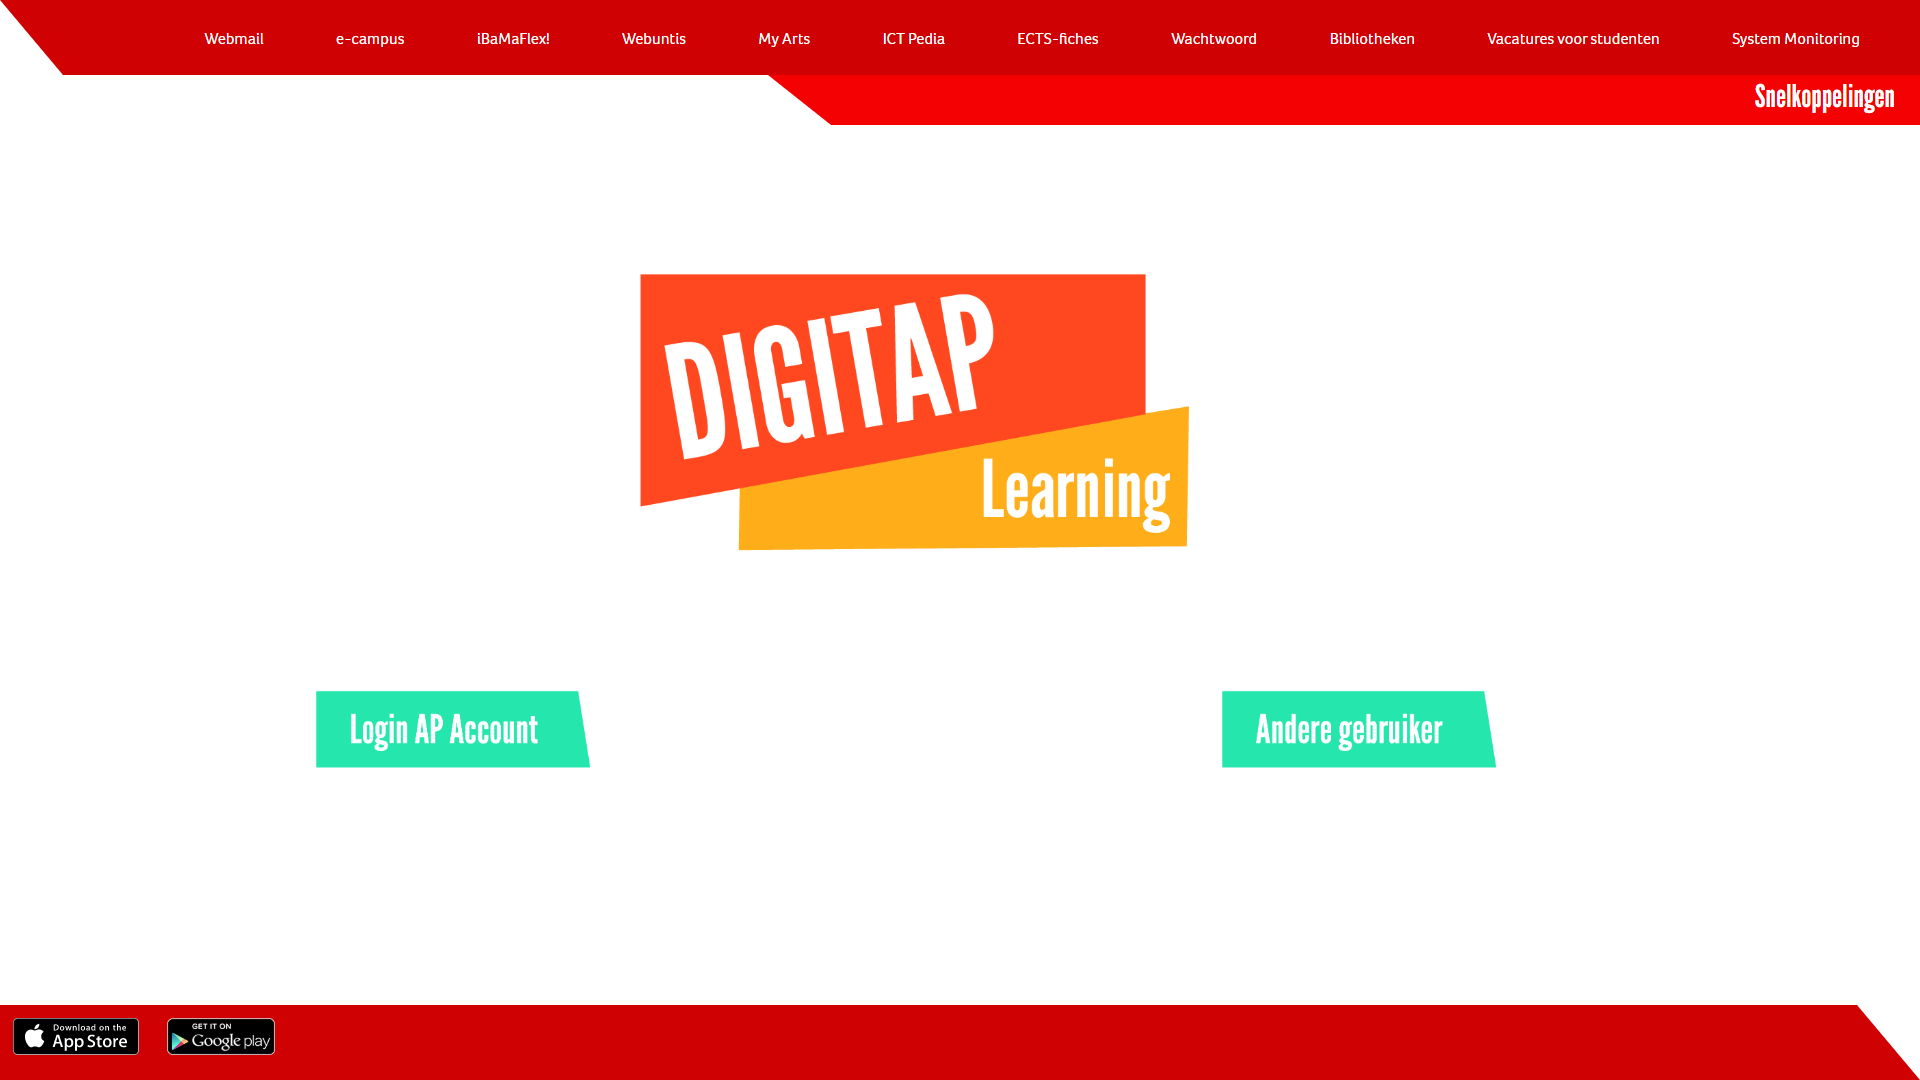 Webmail e-campus iBaMaFlex! Webuntis My Arts ICT Pedia ECTS-fiches Wachtwoord Bibliotheken Vacatures voor studenten System Monitoring
Snelkoppelingen
DIGITAP
Learning
Login AP Account
Andere gebruiker
Download on the
App Store
GET IT ON
Google play